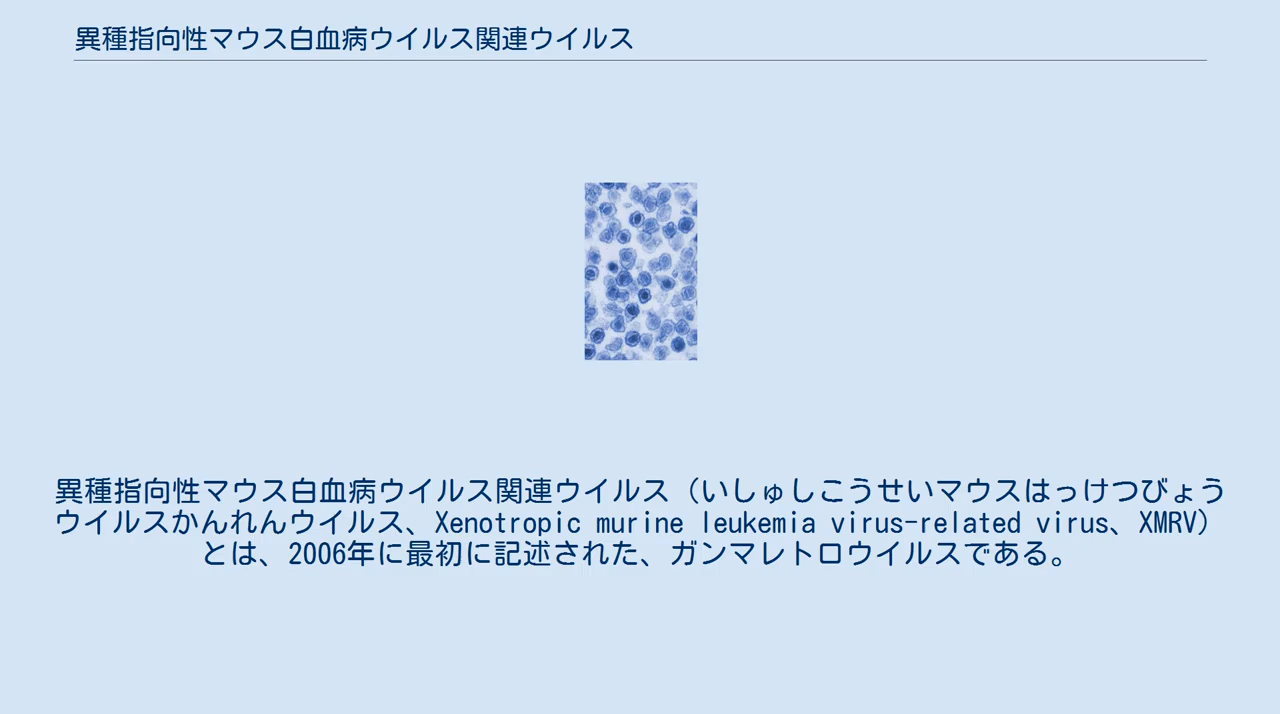 異種指向性マウス白血病ウイルス関連ウイルス
異種指向性マウス白血病ウイルス関連ウイルス（いしゅしこうせいマウスはっけつびょう
ウイルスかんれんウイルス、Xenotropic murine leukemia virus-related virus、XMRV）
とは、2006年に最初に記述された、ガンマレトロウイルスである。